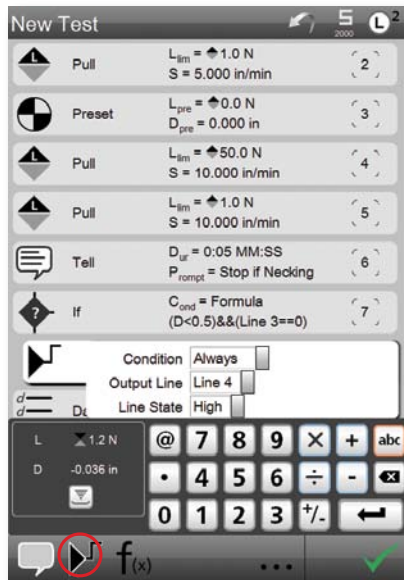 New Test 5 2000 L2
L Pull Llim = 1.0 N 2
S = 5.000 in/min
Preset Lpre = 0.0 N 3
Dpre = 0.000 in
L Pull Llim = 50.0 N 4
S = 10.000 in/min
L Pull Llim = 1.0 N 5
S = 10.000 in/min
Tell Dur = 0:05 MM:SS 6
Prompt = Stop if Necking
? If Cond = Formula 7
(D<0.5)&&(Line 3==0)
Condition Always
Output Line Line 4
d Da Line State High
d
L 1.2 N @ 7 8 9 × + abc
D -0.036 in • 4 5 6 ÷ -
0 1 2 3 +/-
f(x) ...